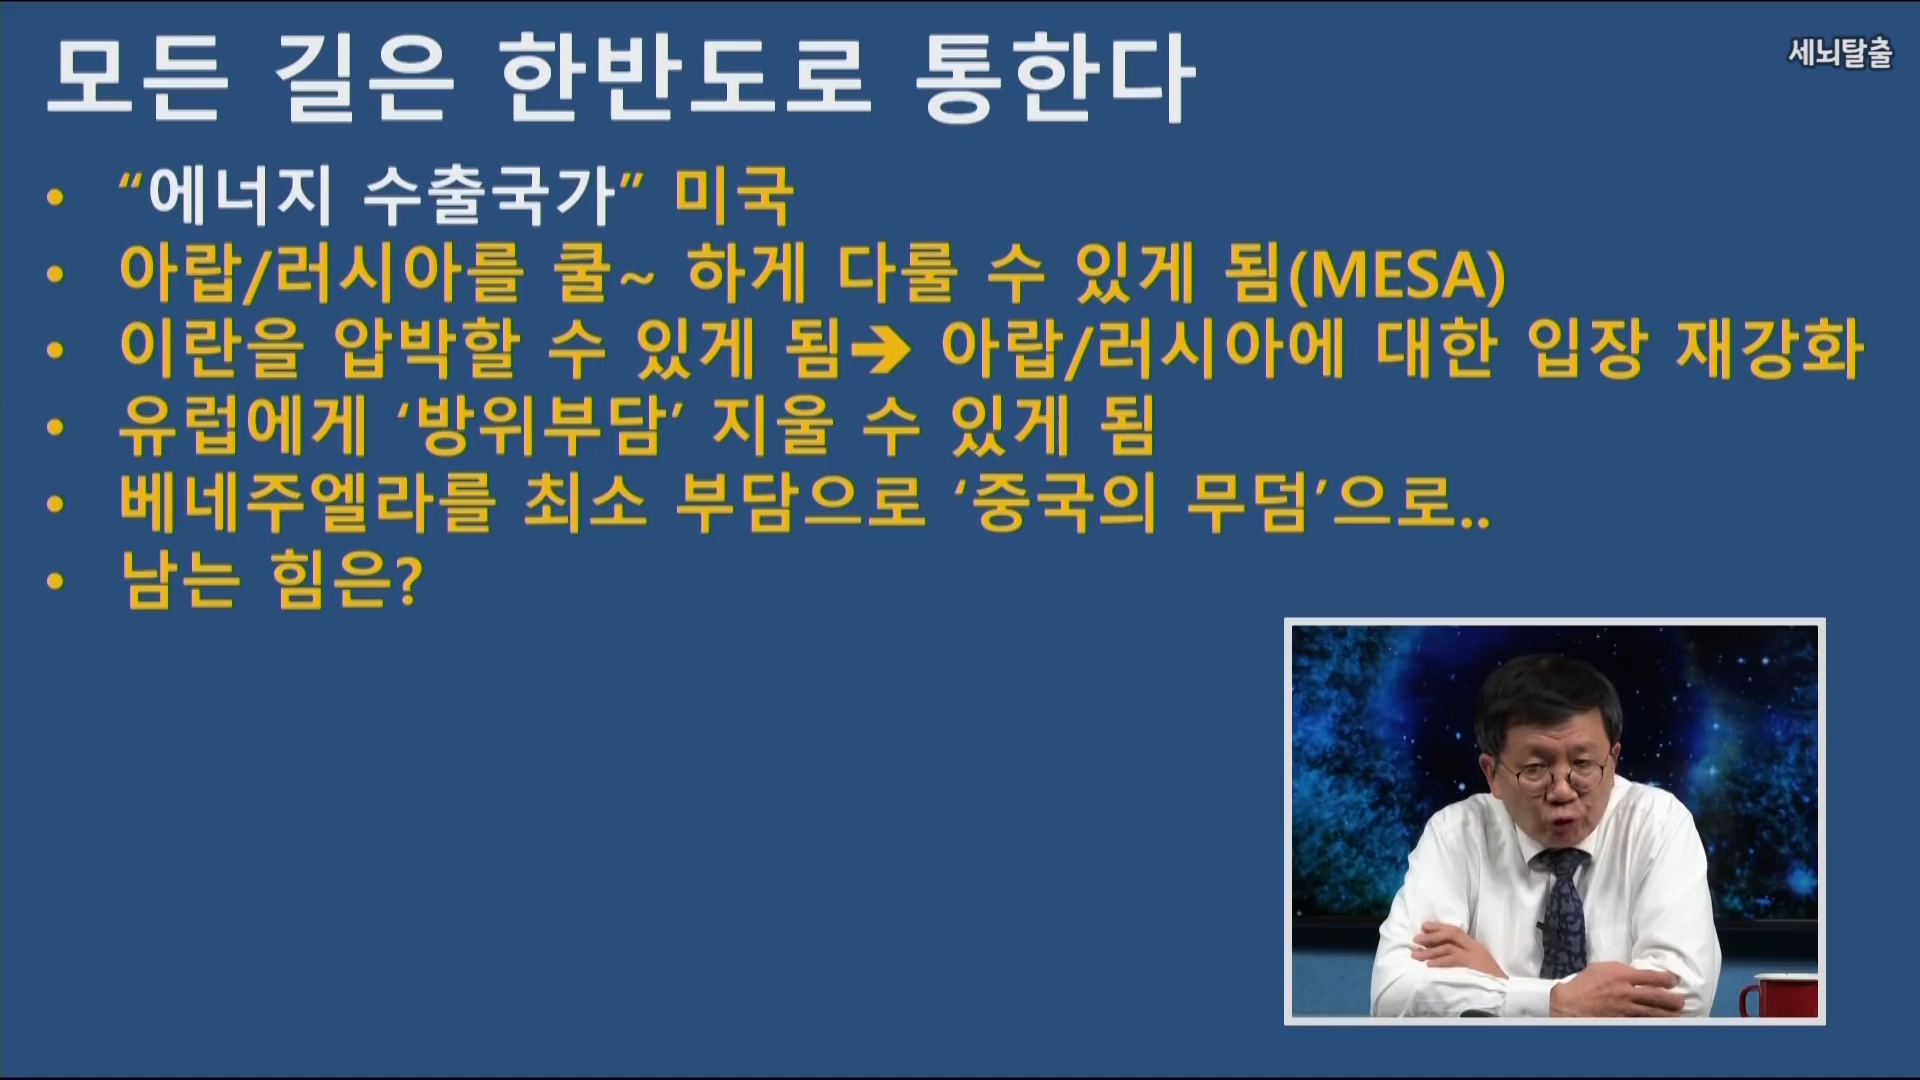 모든 길은 한반도로 통한다
세뇌탈출
• “에너지 수출국가” 미국
• 아랍/러시아를 쿨~ 하게 다룰 수 있게 됨(MESA)
• 이란을 압박할 수 있게 됨➔ 아랍/러시아에 대한 입장 재강화
• 유럽에게 ‘방위부담’ 지울 수 있게 됨
• 베네주엘라를 최소 부담으로 ‘중국의 무덤’으로..
• 남는 힘은?